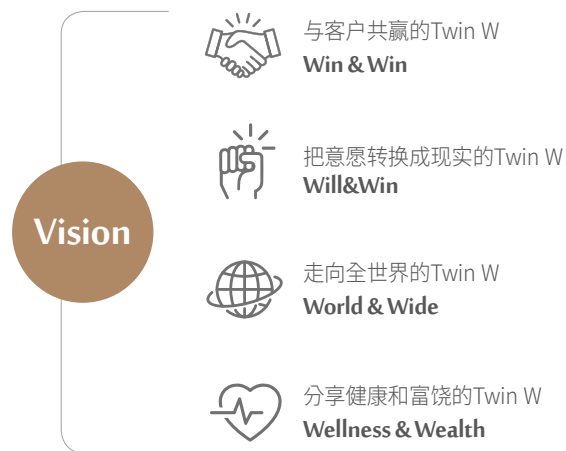 与客户共赢的Twin W
Win & Win
把意愿转换成现实的Twin W
Will&Win
Vision
走向全世界的Twin W
World & Wide
分享健康和富饶的Twin W
Wellness & Wealth